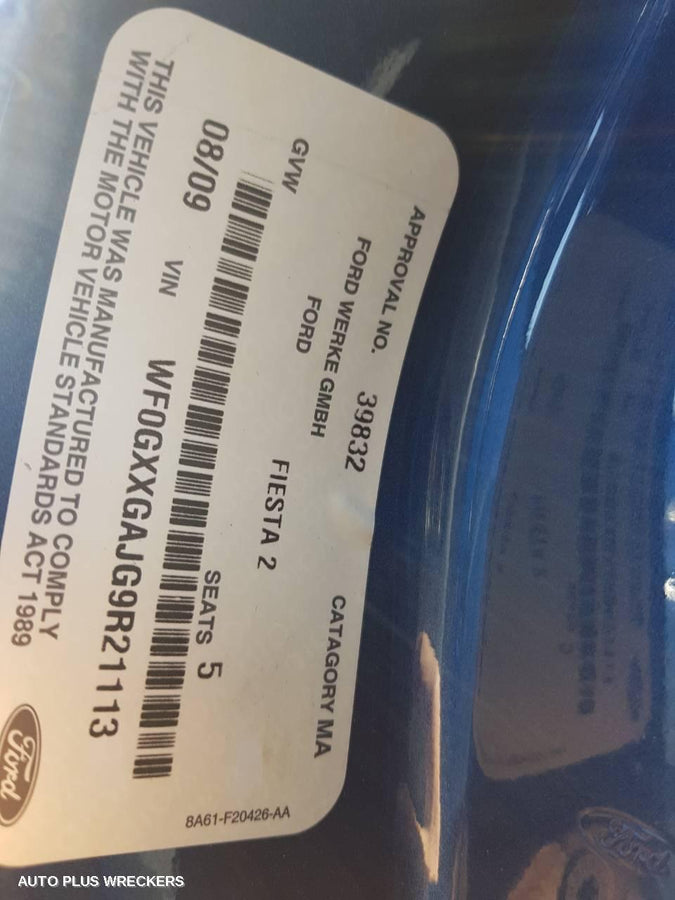 APPROVAL NO. 39832 CATAGORY MA
FORD WERKE GMBH
FORD FIESTA 2
GVW SEATS 5
08/09 VIN WF0GXXGAJG9R21113
THIS VEHICLE WAS MANUFACTURED TO COMPLY
WITH THE MOTOR VEHICLE STANDARDS ACT 1989
8A61-F20426-AA
Ford
AUTO PLUS WRECKERS